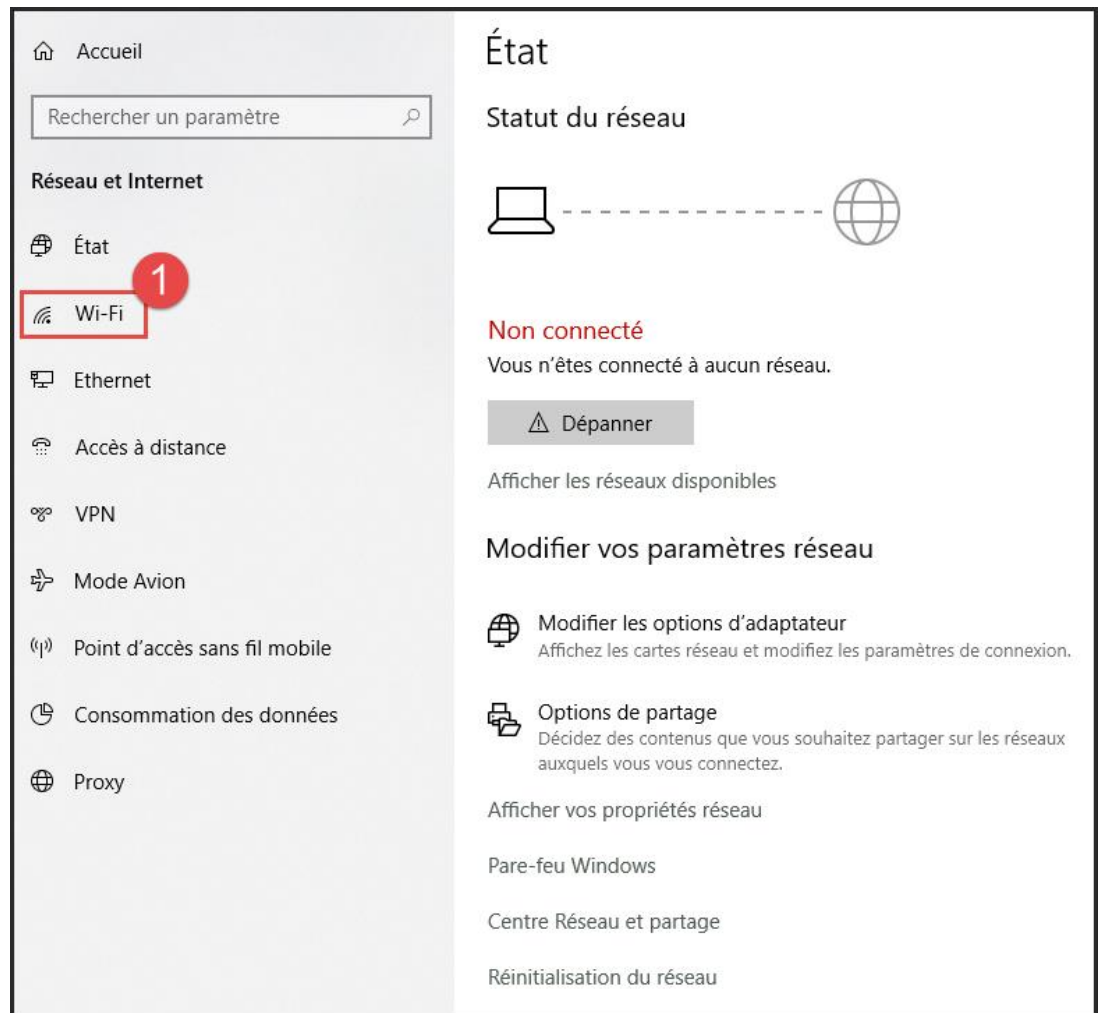 Accueil
Rechercher un paramètre
Réseau et Internet
État
1
Wi-Fi
Ethernet
Accès à distance
VPN
Mode Avion
Point d’accès sans fil mobile
Consommation des données
Proxy
État
Statut du réseau
Non connecté
Vous n’êtes connecté à aucun réseau.
Dépanner
Afficher les réseaux disponibles
Modifier vos paramètres réseau
Modifier les options d’adaptateur
Affichez les cartes réseau et modifiez les paramètres de connexion.
Options de partage
Décidez des contenus que vous souhaitez partager sur les réseaux
auxquels vous vous connectez.
Afficher vos propriétés réseau
Pare-feu Windows
Centre Réseau et partage
Réinitialisation du réseau